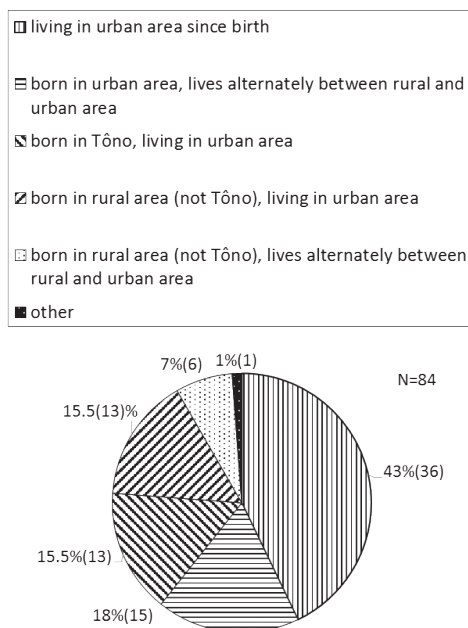 living in urban area since birth
born in urban area, lives alternately between rural and
urban area
born in Tôno, living in urban area
born in rural area (not Tôno), living in urban area
born in rural area (not Tôno), lives alternately between
rural and urban area
other
7%(6) 1%(1)
N=84
15.5(13)%
43%(36)
15.5%(13)
18%(15)